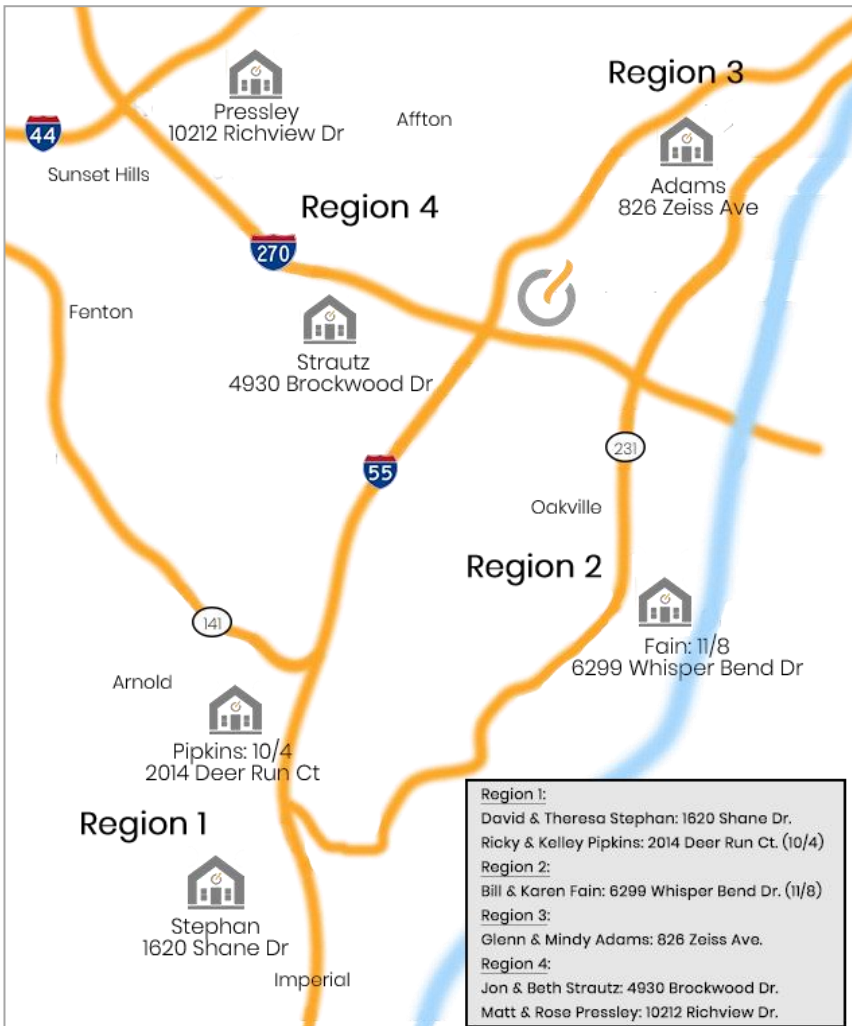 Region 3
Pressley
10212 Richview Dr
Affton
44
Adams
826 Zeiss Ave
Sunset Hills
Region 4
270
Fenton
Strautz
4930 Brockwood Dr
231
55
Oakville
Region 2
141
Fain: 11/8
6299 Whisper Bend Dr
Arnold
Pipkins: 10/4
2014 Deer Run Ct
Region 1
Stephan
1620 Shane Dr
Imperial
Region 1:
David & Theresa Stephan: 1620 Shane Dr.
Ricky & Kelley Pipkins: 2014 Deer Run Ct. (10/4)
Region 2:
Bill & Karen Fain: 6299 Whisper Bend Dr. (11/8)
Region 3:
Glenn & Mindy Adams: 826 Zeiss Ave.
Region 4:
Jon & Beth Strautz: 4930 Brockwood Dr.
Matt & Rose Pressley: 10212 Richview Dr.